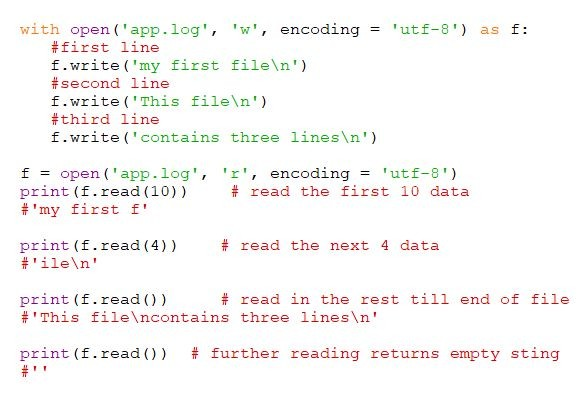 with open('app.log', 'w', encoding = 'utf-8') as f:
   #first line
   f.write('my first file\n')
   #second line
   f.write('This file\n')
   #third line
   f.write('contains three lines\n')

f = open('app.log', 'r', encoding = 'utf-8')
print(f.read(10))    # read the first 10 data
#'my first f'

print(f.read(4))    # read the next 4 data
#'ile\n'

print(f.read())     # read in the rest till end of file
#'This file\ncontains three lines\n'

print(f.read())  # further reading returns empty sting
#''